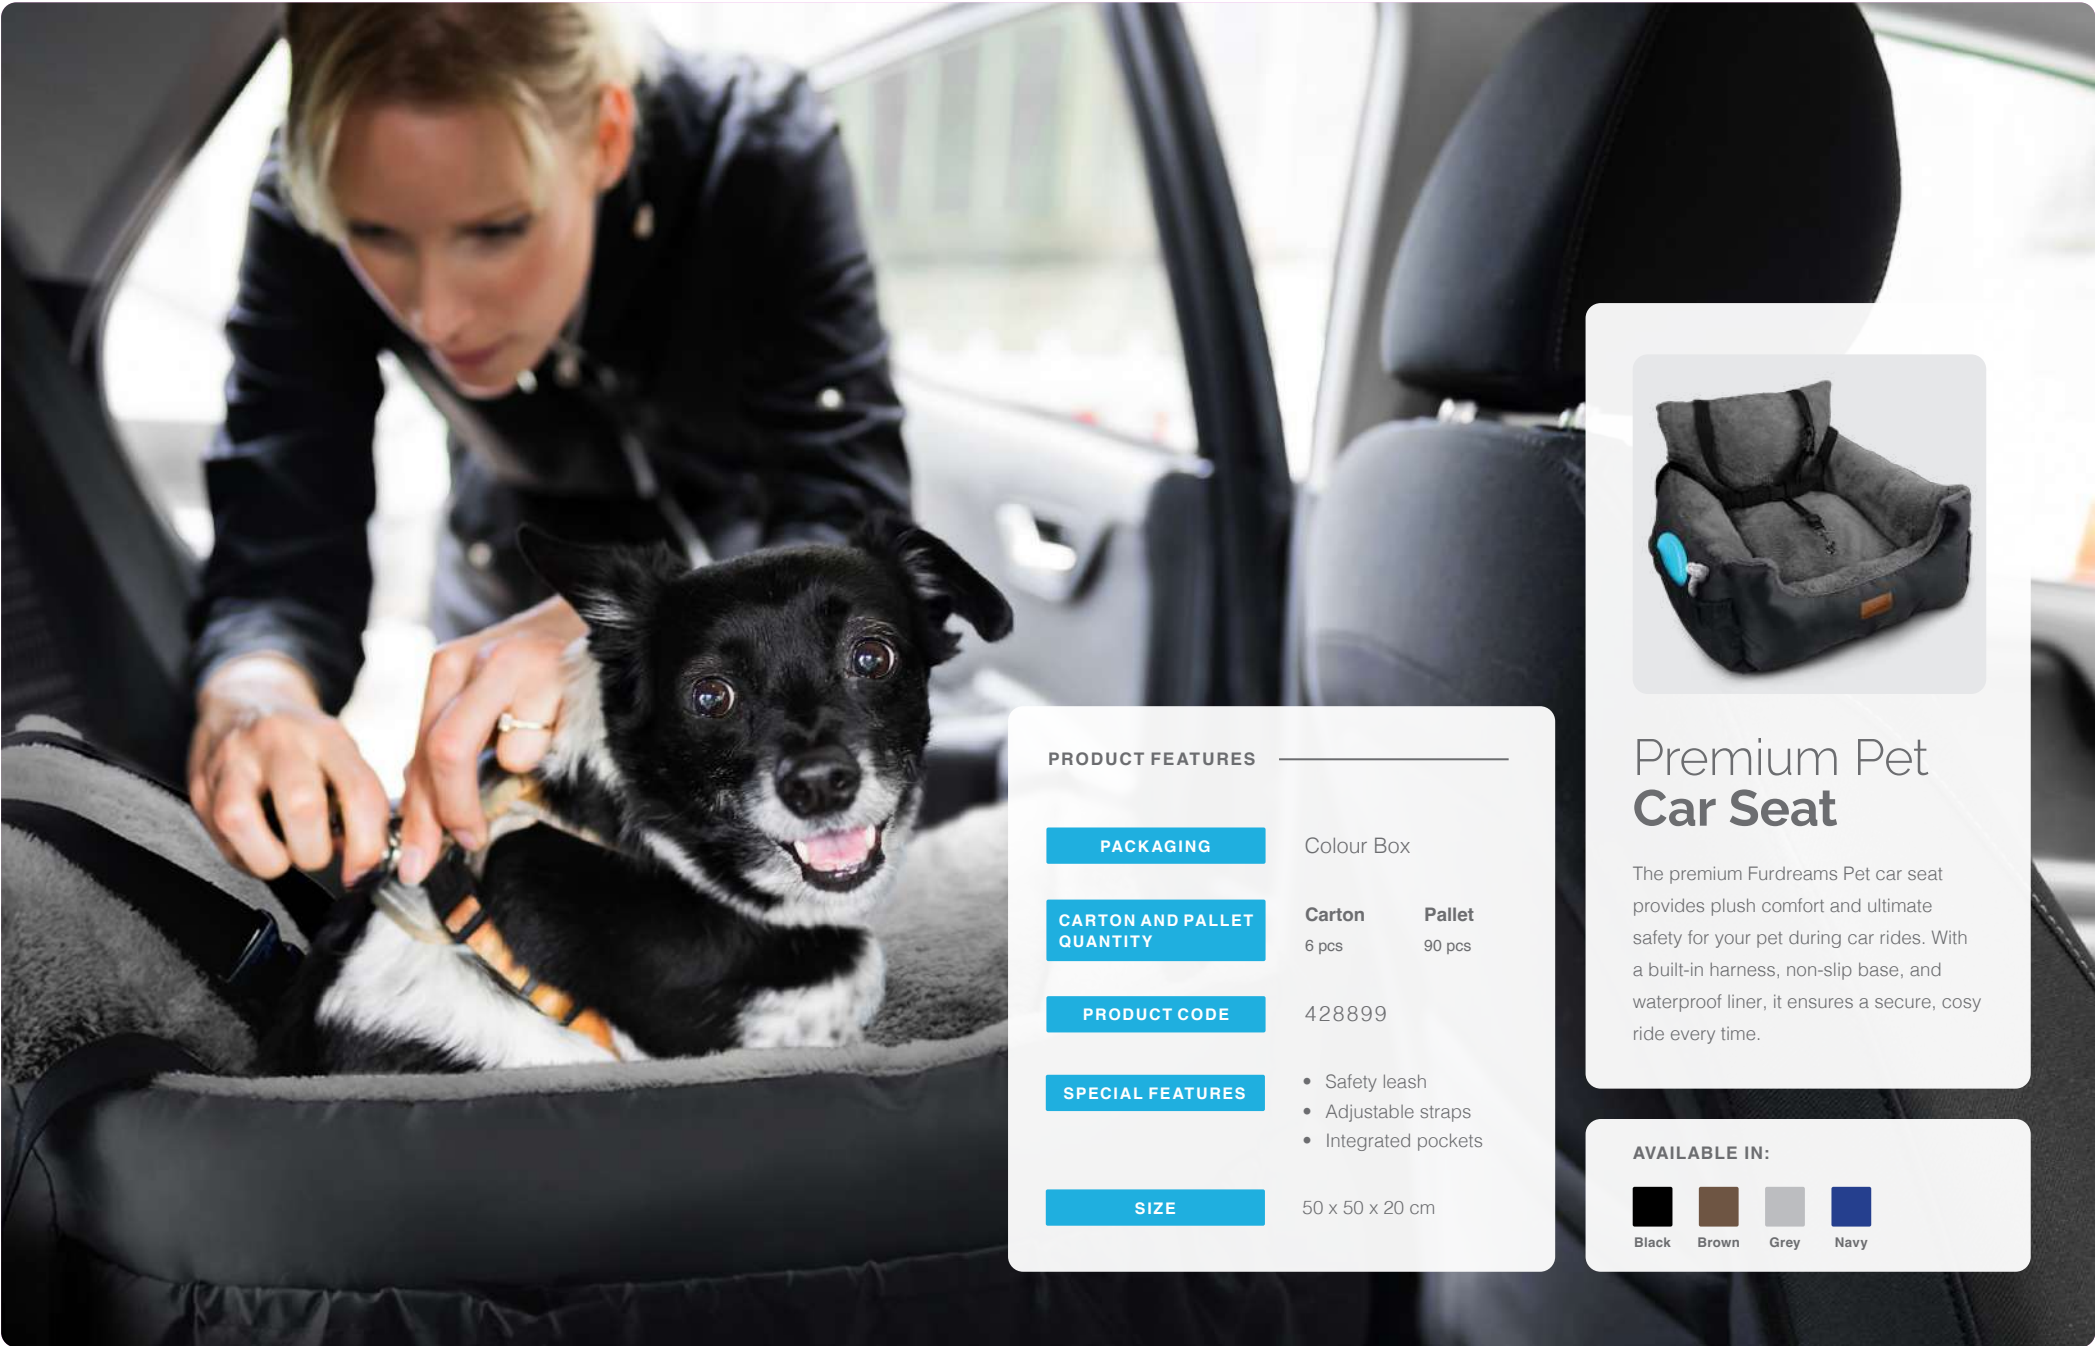 PRODUCT FEATURES
PACKAGING
Colour Box
CARTON AND PALLET
QUANTITY
Carton
Pallet
6 pcs
90 pcs
PRODUCT CODE
428899
SPECIAL FEATURES
• Safety leash
• Adjustable straps
• Integrated pockets
SIZE
50 x 50 x 20 cm
Premium Pet
Car Seat
The premium Furdreams Pet car seat
provides plush comfort and ultimate
safety for your pet during car rides. With
a built-in harness, non-slip base, and
waterproof liner, it ensures a secure, cosy
ride every time.
AVAILABLE IN:
Black
Brown
Grey
Navy